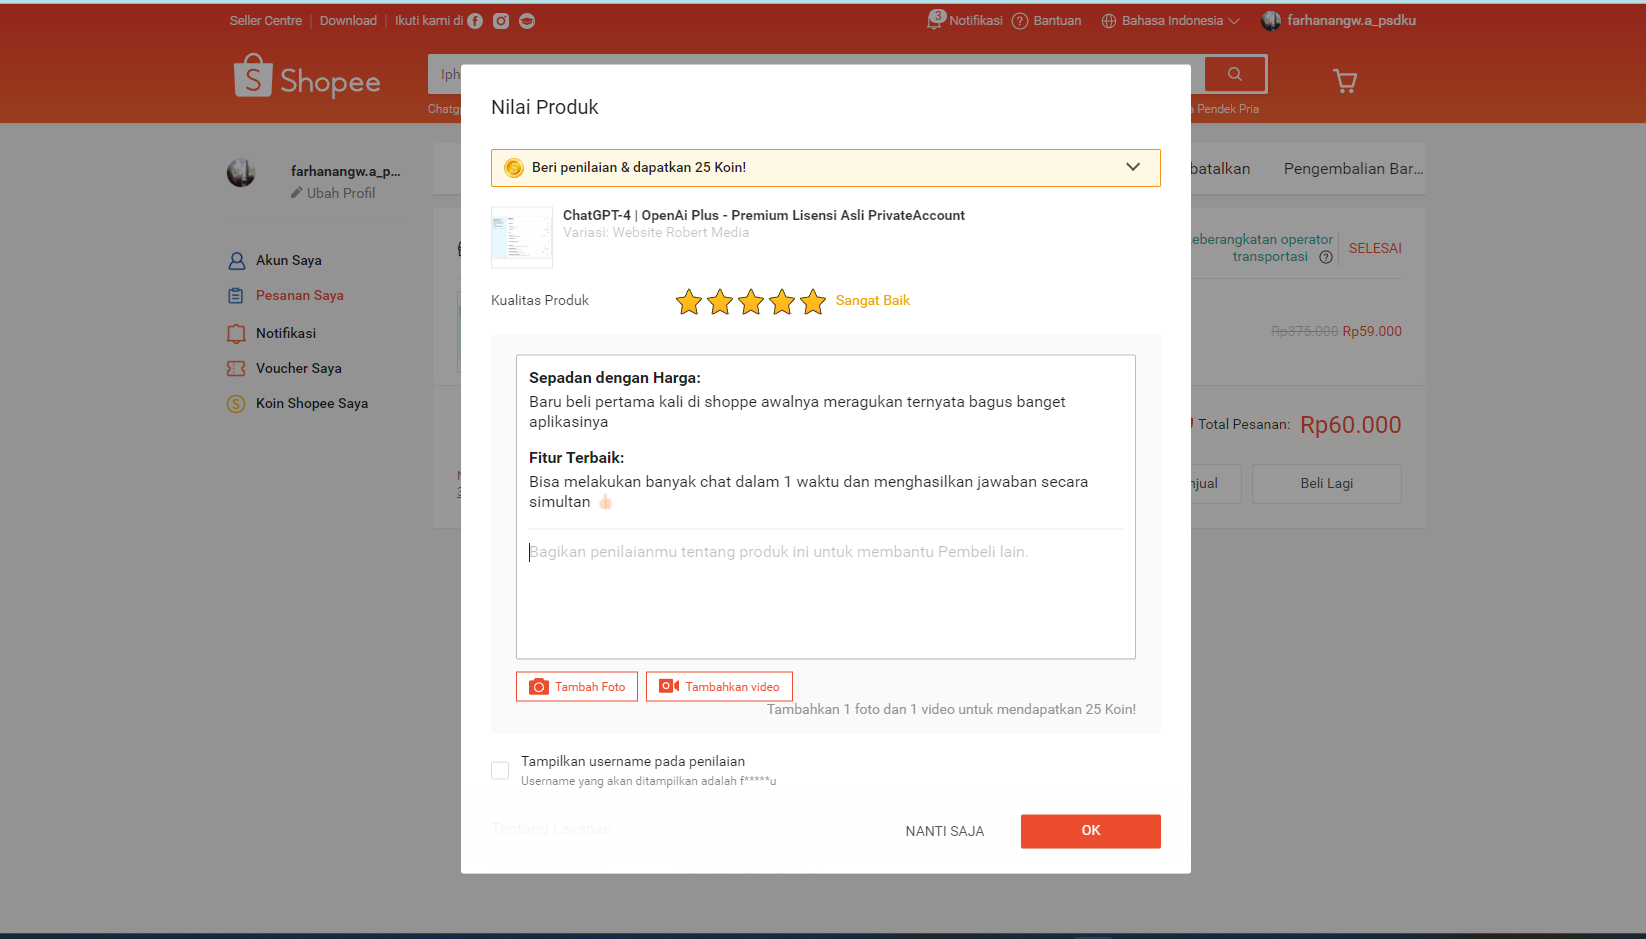 Seller Centre
Download
Ikuti kami di
3
Notifikasi
Bantuan
Bahasa Indonesia
farhanangw.a_psdku
Shopee
Iph
Chatg
a Pendek Pria
farhanangw.a_p...
Ubah Profil
Akun Saya
Pesanan Saya
Notifikasi
Voucher Saya
Koin Shopee Saya
batalkan
Pengembalian Bar...
eberangkatan operator
transportasi
SELESAI
Rp375.000 Rp59.000
Total Pesanan: Rp60.000
njual
Beli Lagi
Nilai Produk
Beri penilaian & dapatkan 25 Koin!
ChatGPT-4 | OpenAi Plus - Premium Lisensi Asli PrivateAccount
Variasi: Website Robert Media
Kualitas Produk
Sangat Baik
Sepadan dengan Harga:
Baru beli pertama kali di shoppe awalnya meragukan ternyata bagus banget
aplikasinya
Fitur Terbaik:
Bisa melakukan banyak chat dalam 1 waktu dan menghasilkan jawaban secara
simultan 👍🏻
Bagikan penilaianmu tentang produk ini untuk membantu Pembeli lain.
Tambah Foto
Tambahkan video
Tambahkan 1 foto dan 1 video untuk mendapatkan 25 Koin!
Tampilkan username pada penilaian
Username yang akan ditampilkan adalah f*****u
Tentang Layanan
NANTI SAJA
OK